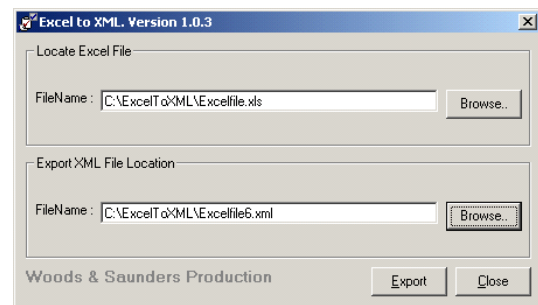 Excel to XML. Version 1.0.3
Locate Excel File
FileName : C:\ExcelToXML\Excelfile.xls Browse..
Export XML File Location
FileName : C:\ExcelToXML\Excelfile6.xml Browse..
Woods & Saunders Production Export Close